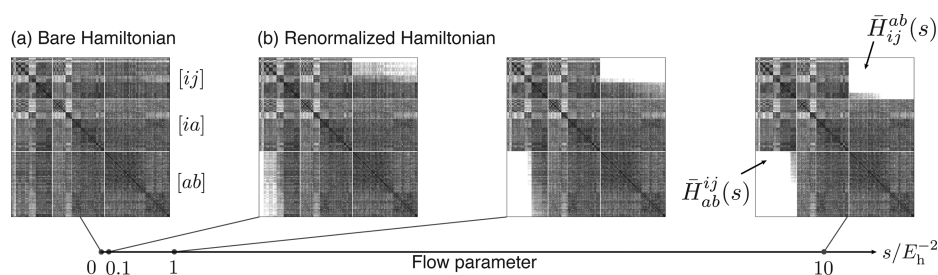 (a) Bare Hamiltonian
(b) Renormalized Hamiltonian
H̄^{ab}_{ij}(s)
[ij]
[ia]
[ab]
H̄^{ij}_{ab}(s)
0 0.1 1 Flow parameter 10 s/E_h^{-2}